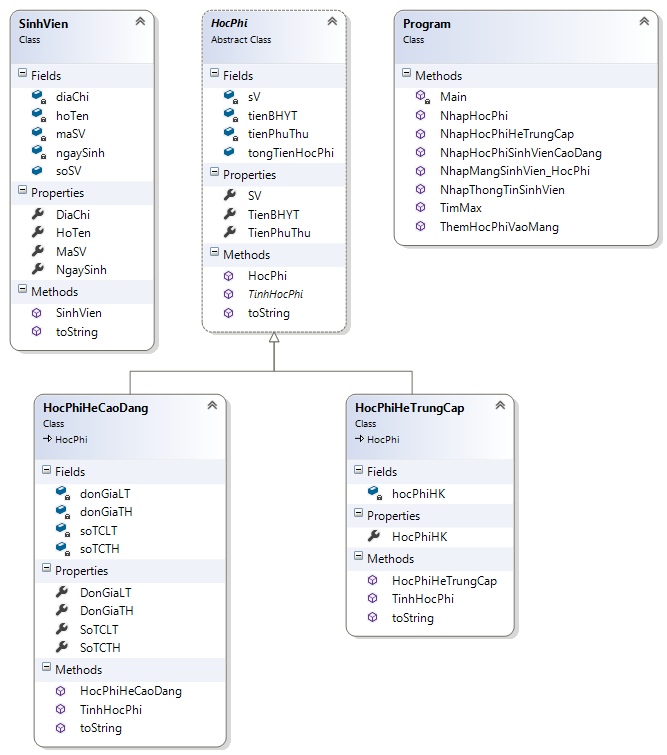 SinhVien
Class
Fields
diaChi
hoTen
maSV
ngaySinh
soSV
Properties
DiaChi
HoTen
MaSV
NgaySinh
Methods
SinhVien
toString
HocPhi
Abstract Class
Fields
sV
tienBHYT
tienPhuThu
tongTienHocPhi
Properties
SV
TienBHYT
TienPhuThu
Methods
HocPhi
TinhHocPhi
toString
Program
Class
Methods
Main
NhapHocPhi
NhapHocPhiHeTrungCap
NhapHocPhiSinhVienCaoDang
NhapMangSinhVien_HocPhi
NhapThongTinSinhVien
TimMax
ThemHocPhiVaoMang
HocPhiHeCaoDang
Class
HocPhi
Fields
donGiaLT
donGiaTH
soTCLT
soTCTH
Properties
DonGiaLT
DonGiaTH
SoTCLT
SoTCTH
Methods
HocPhiHeCaoDang
TinhHocPhi
toString
HocPhiHeTrungCap
Class
HocPhi
Fields
hocPhiHK
Properties
HocPhiHK
Methods
HocPhiHeTrungCap
TinhHocPhi
toString